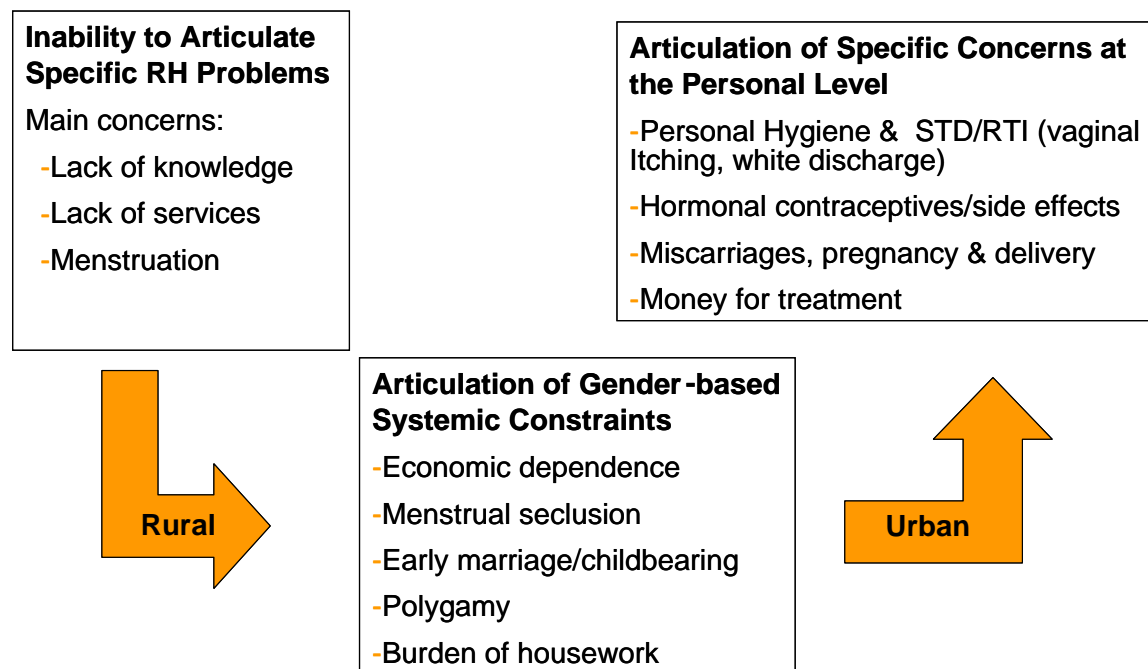 Inability to Articulate
Specific RH Problems
Main concerns:
-Lack of knowledge
-Lack of services
-Menstruation
Articulation of Specific Concerns at
the Personal Level
-Personal Hygiene & STD/RTI (vaginal
Itching, white discharge)
-Hormonal contraceptives/side effects
-Miscarriages, pregnancy & delivery
-Money for treatment
Rural
Articulation of Gender-based
Systemic Constraints
-Economic dependence
-Menstrual seclusion
-Early marriage/childbearing
-Polygamy
-Burden of housework
Urban